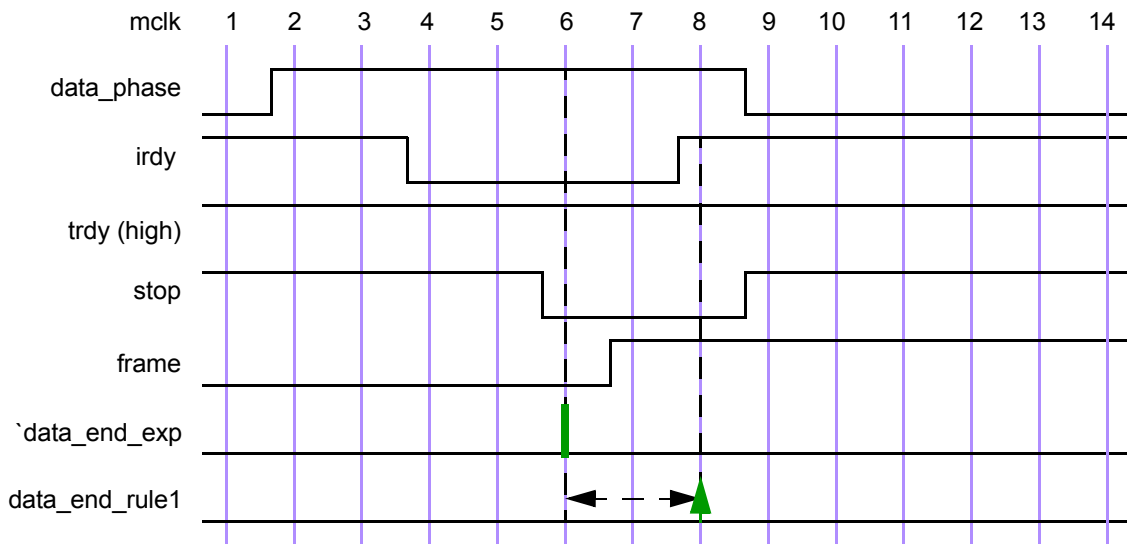 mclk 1 2 3 4 5 6 7 8 9 10 11 12 13 14
data_phase
irdy
trdy (high)
stop
frame
`data_end_exp
data_end_rule1